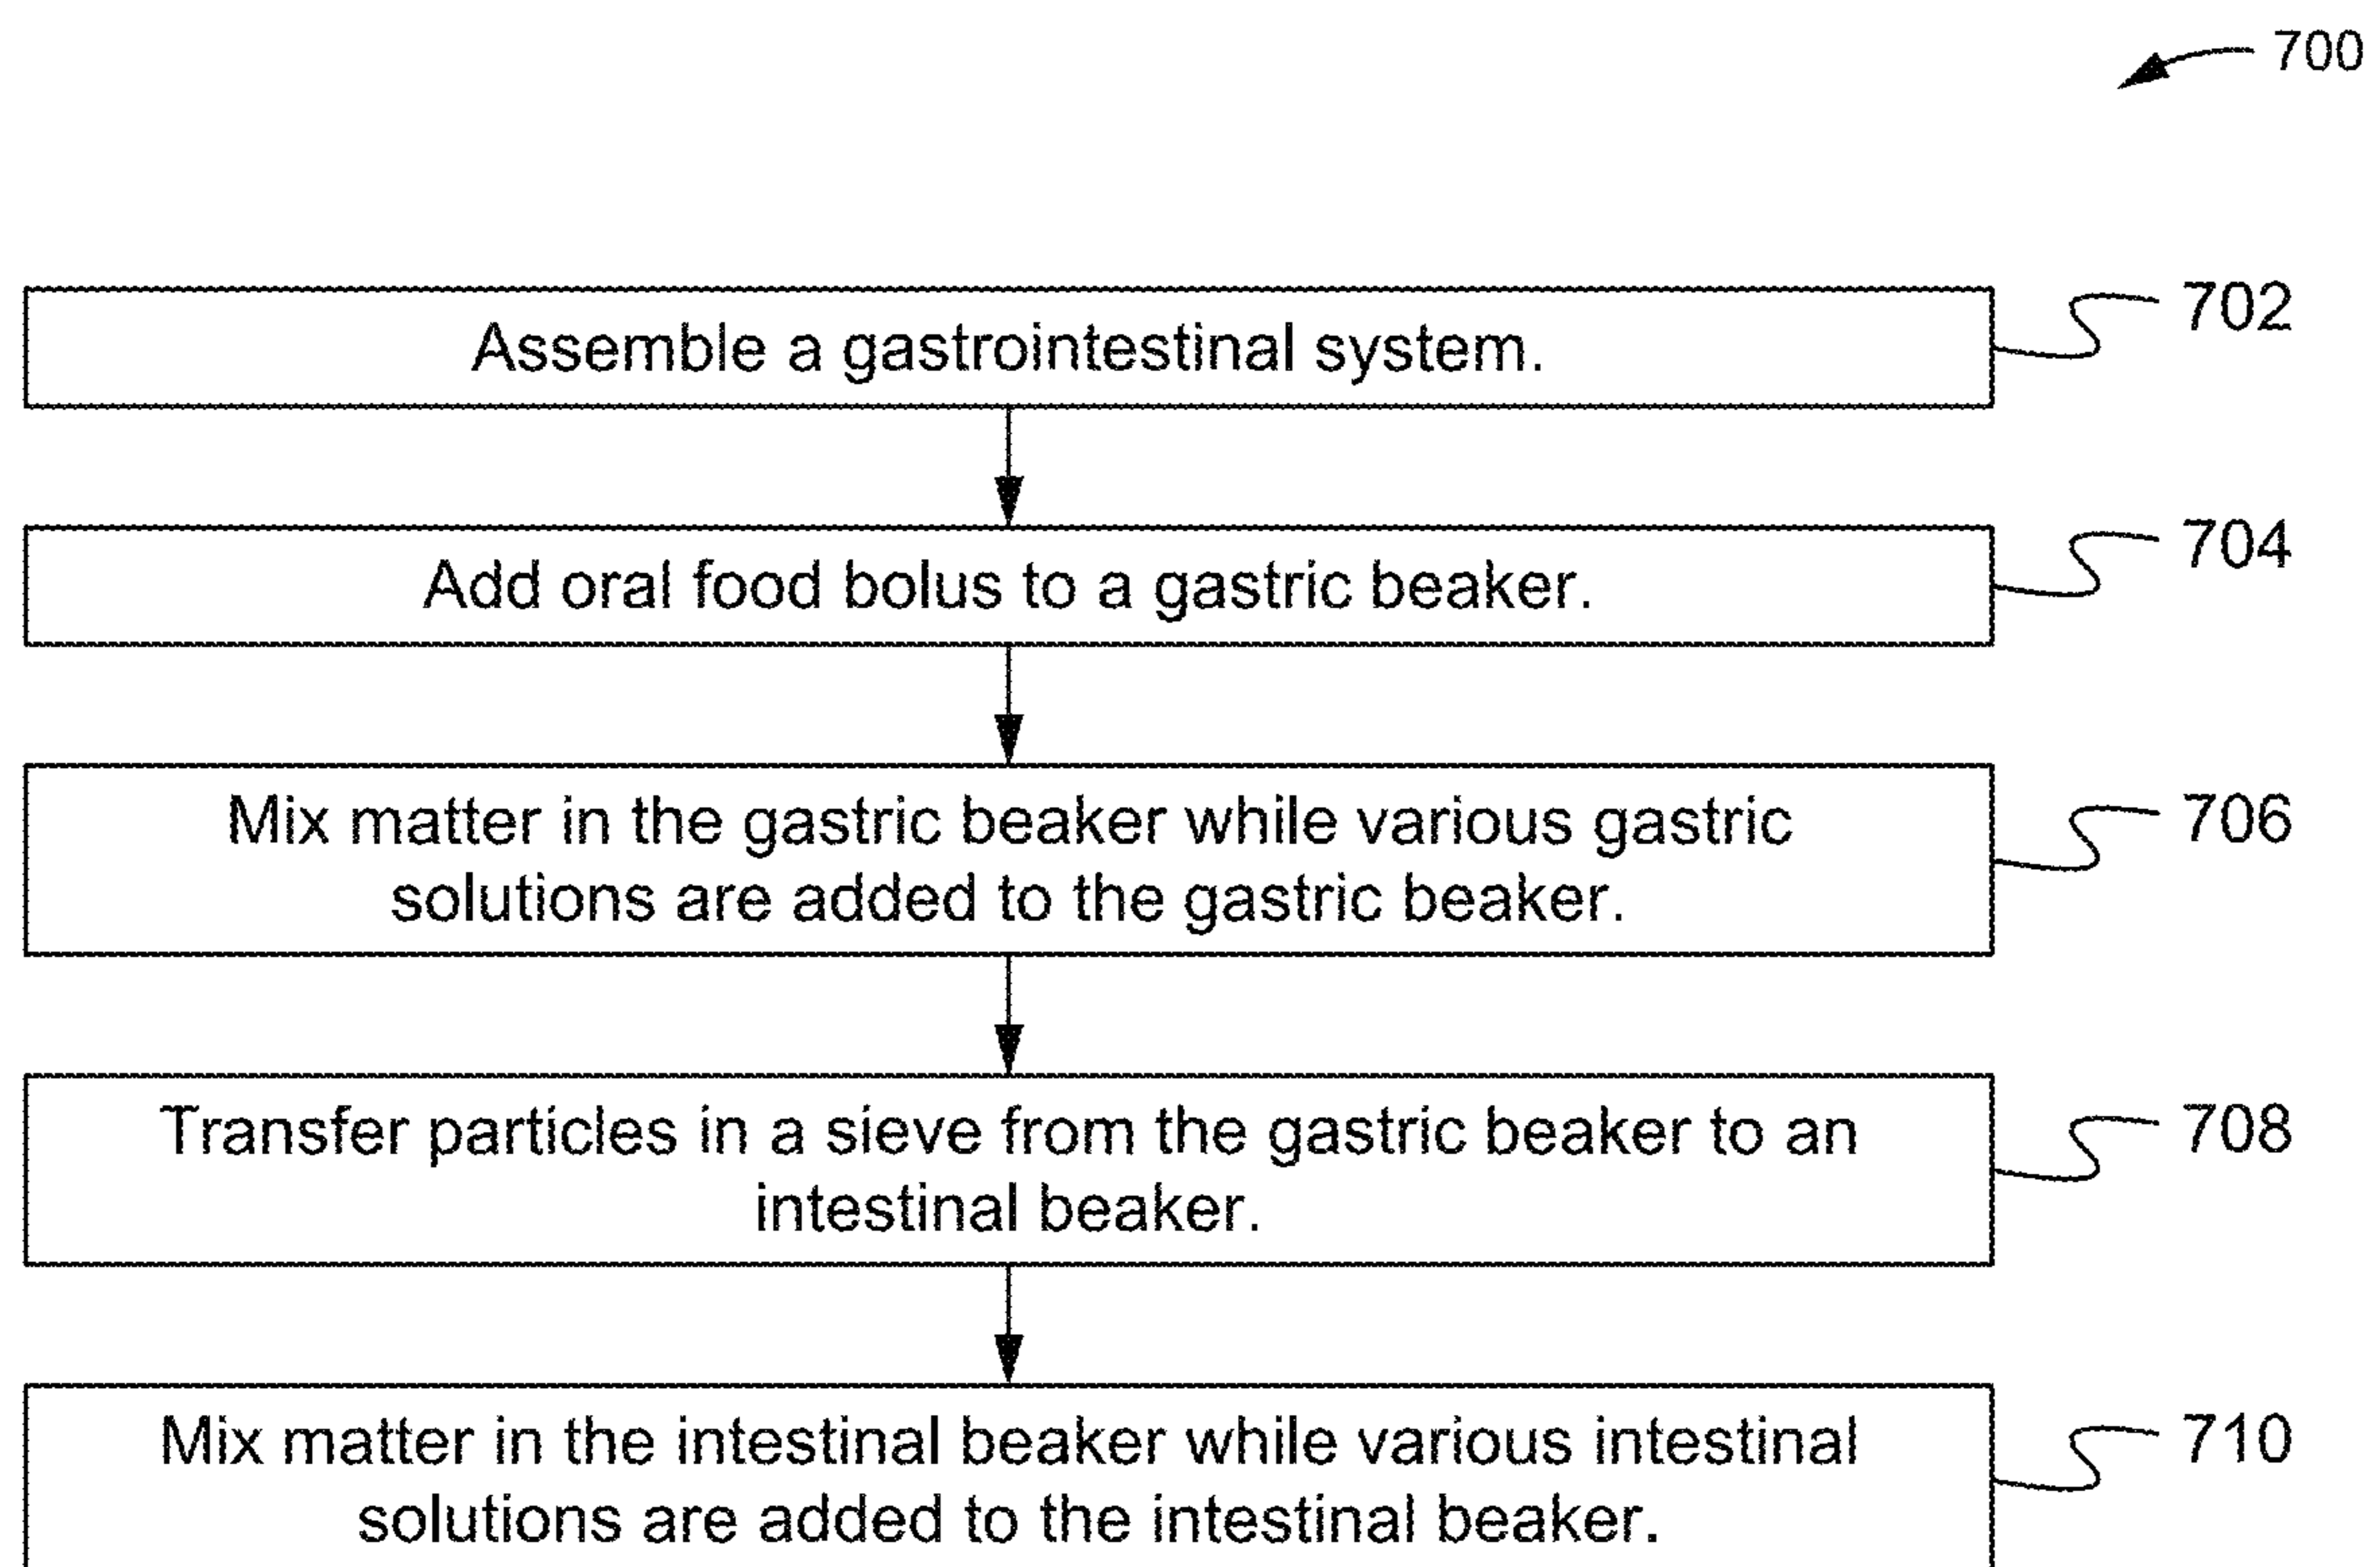 700
Assemble a gastrointestinal system.
702
Add oral food bolus to a gastric beaker.
704
Mix matter in the gastric beaker while various gastric
solutions are added to the gastric beaker.
706
Transfer particles in a sieve from the gastric beaker to an
intestinal beaker.
708
Mix matter in the intestinal beaker while various intestinal
solutions are added to the intestinal beaker.
710